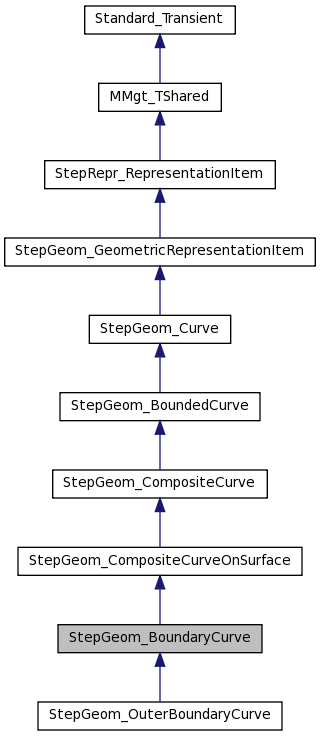 Standard_Transient
MMgt_TShared
StepRepr_RepresentationItem
StepGeom_GeometricRepresentationItem
StepGeom_Curve
StepGeom_BoundedCurve
StepGeom_CompositeCurve
StepGeom_CompositeCurveOnSurface
StepGeom_BoundaryCurve
StepGeom_OuterBoundaryCurve